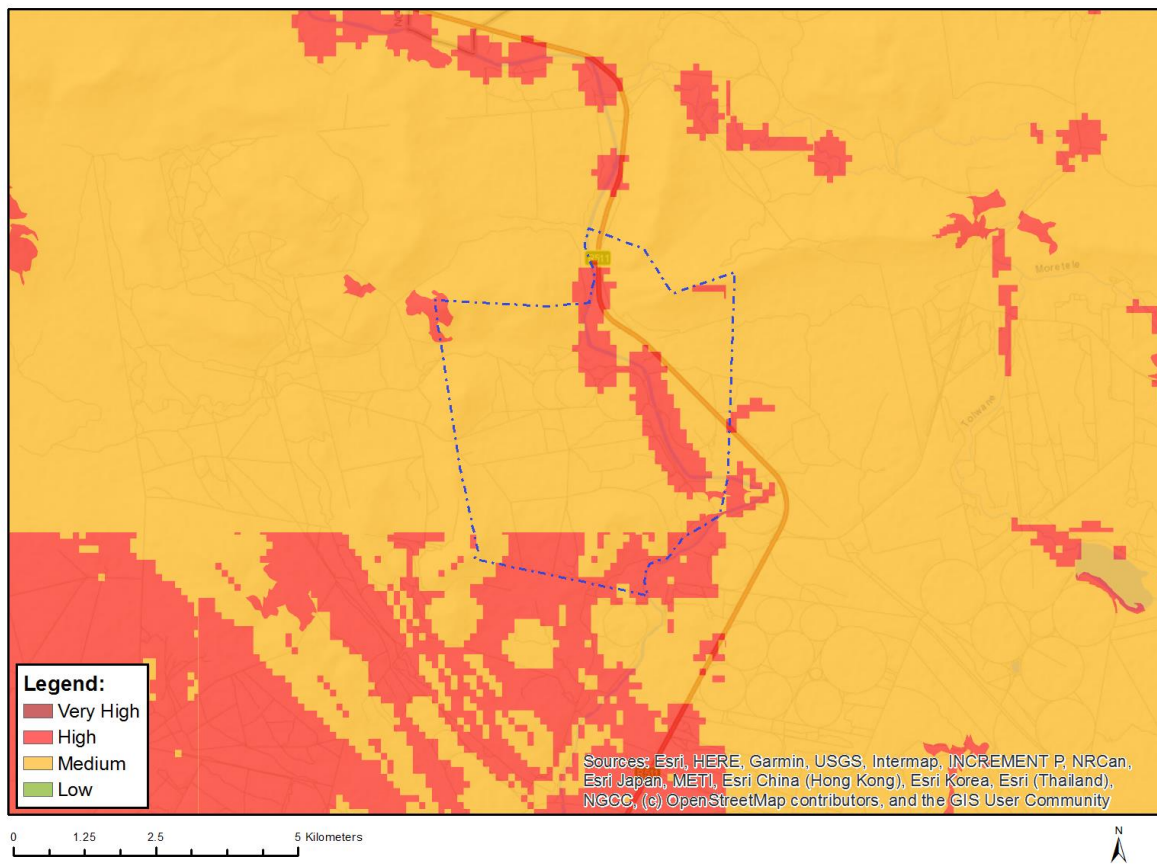 Moretele
Tolwane
Legend:
Very High
High
Medium
Low
Sources: Esri, HERE, Garmin, USGS, Intermap, INCREMENT P, NRCan,
Esri Japan, METI, Esri China (Hong Kong), Esri Korea, Esri (Thailand),
NGCC, (c) OpenStreetMap contributors, and the GIS User Community
0 1.25 2.5 5 Kilometers
N